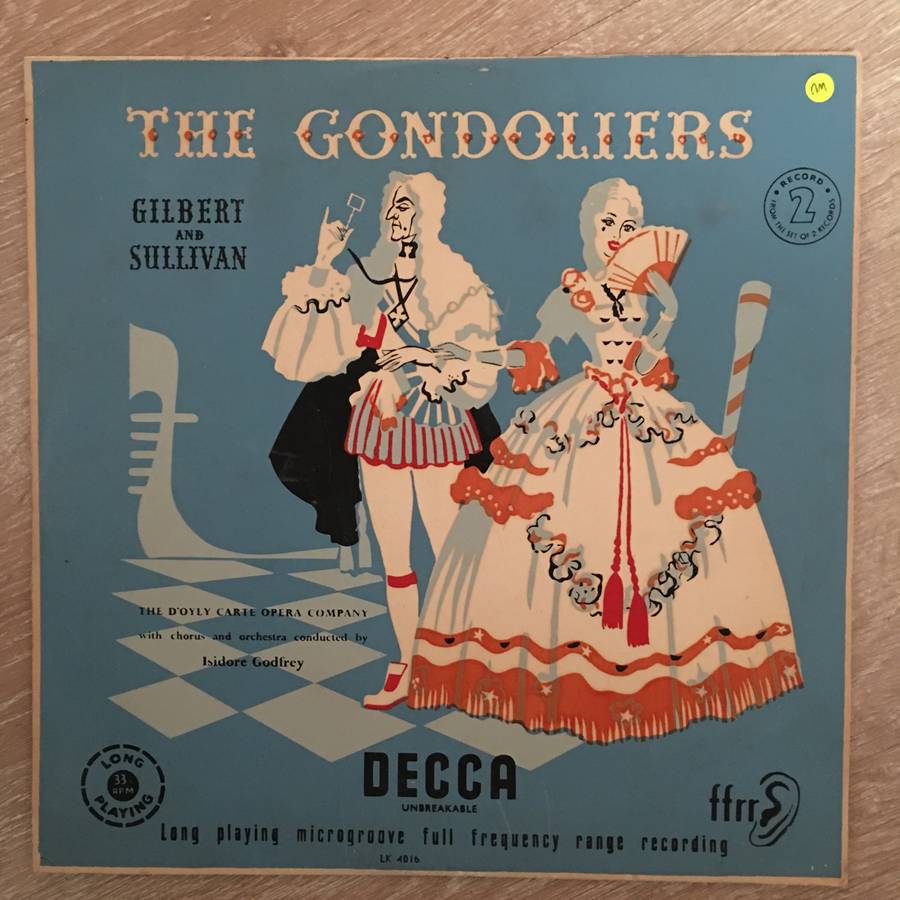 THE GONDOLIERS
NM
RECORD
2
FROM THE SET OF 2 RECORDS
GILBERT
AND
SULLIVAN
THE D'OYLY CARTE OPERA COMPANY
with chorus and orchestra conducted by
Isidore Godfrey
LONG
33
RPM
PLAYING
DECCA
UNBREAKABLE
ffrr
Long playing microgroove full frequency range recording
LK 4016